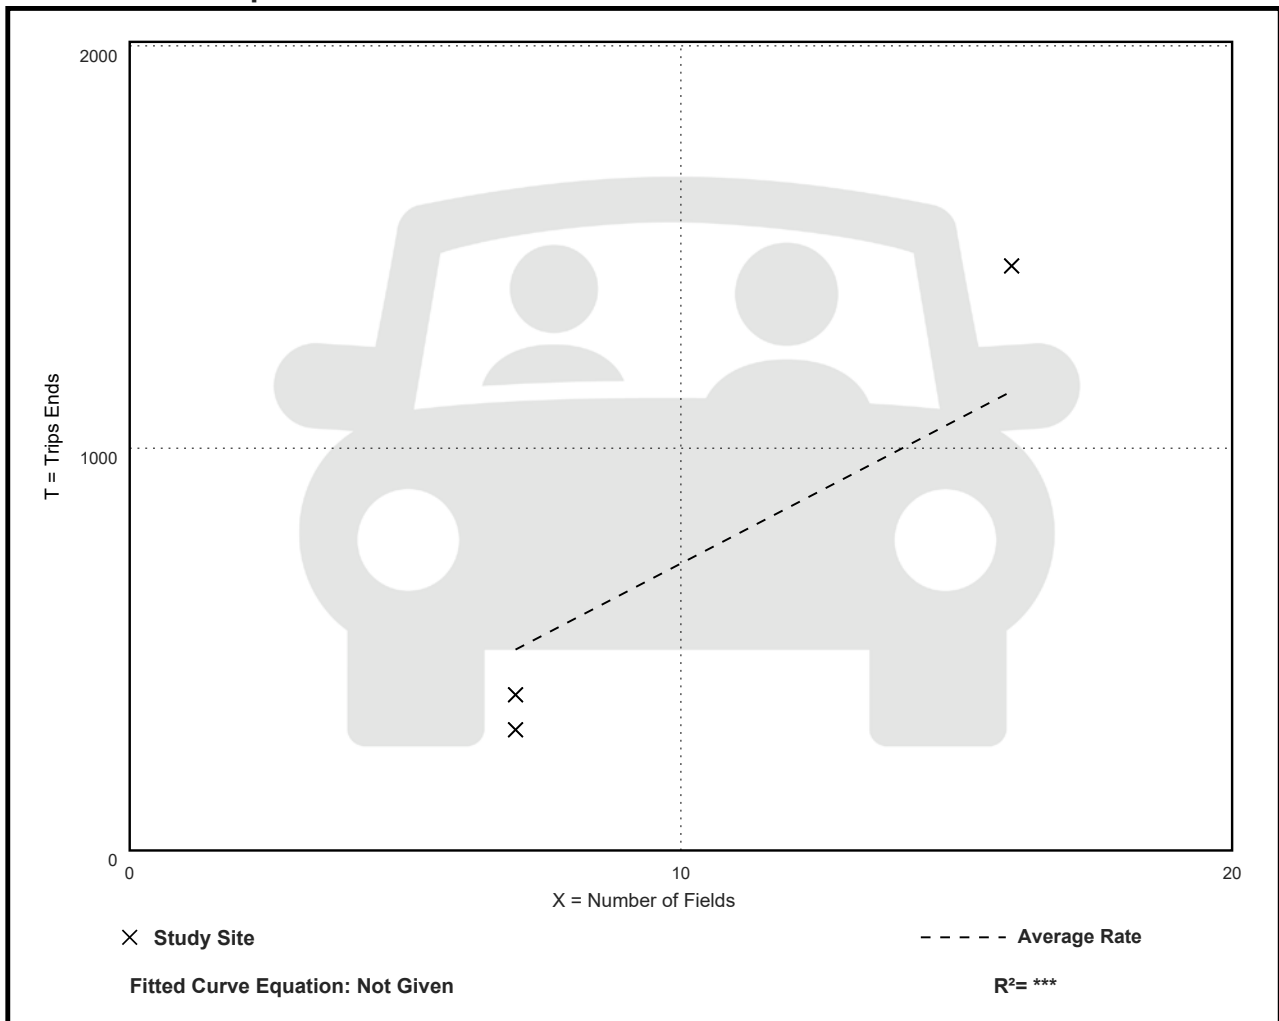 2000
T = Trips Ends
1000
0
0 10 20
X = Number of Fields
Study Site
Average Rate
Fitted Curve Equation: Not Given
R²= ***